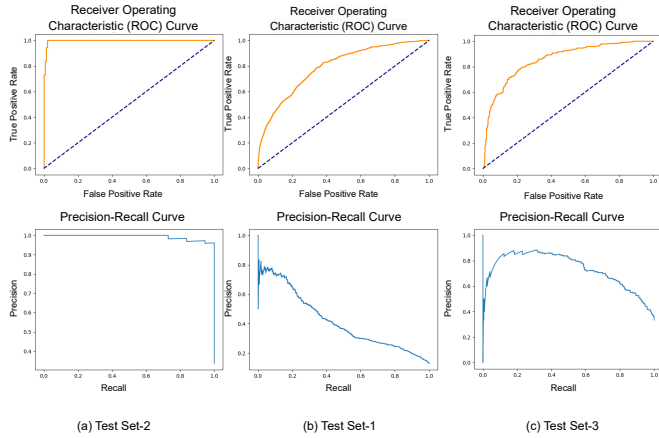 Receiver Operating
Characteristic (ROC) Curve
1.0
0.8
0.6
0.4
0.2
0.0
True Positive Rate
0.0 0.2 0.4 0.6 0.8 1.0
False Positive Rate
Receiver Operating
Characteristic (ROC) Curve
1.0
0.8
0.6
0.4
0.2
0.0
True Positive Rate
0.0 0.2 0.4 0.6 0.8 1.0
False Positive Rate
Receiver Operating
Characteristic (ROC) Curve
1.0
0.8
0.6
0.4
0.2
0.0
True Positive Rate
0.0 0.2 0.4 0.6 0.8 1.0
False Positive Rate
Precision-Recall Curve
1.0
0.9
0.8
0.7
0.6
0.5
0.4
Precision
0.0 0.2 0.4 0.6 0.8 1.0
Recall
Precision-Recall Curve
1.0
0.8
0.6
0.4
0.2
Precision
0.0 0.2 0.4 0.6 0.8 1.0
Recall
Precision-Recall Curve
1.0
0.8
0.6
0.4
0.2
0.0
Precision
0.0 0.2 0.4 0.6 0.8 1.0
Recall
(a) Test Set-2
(b) Test Set-1
(c) Test Set-3